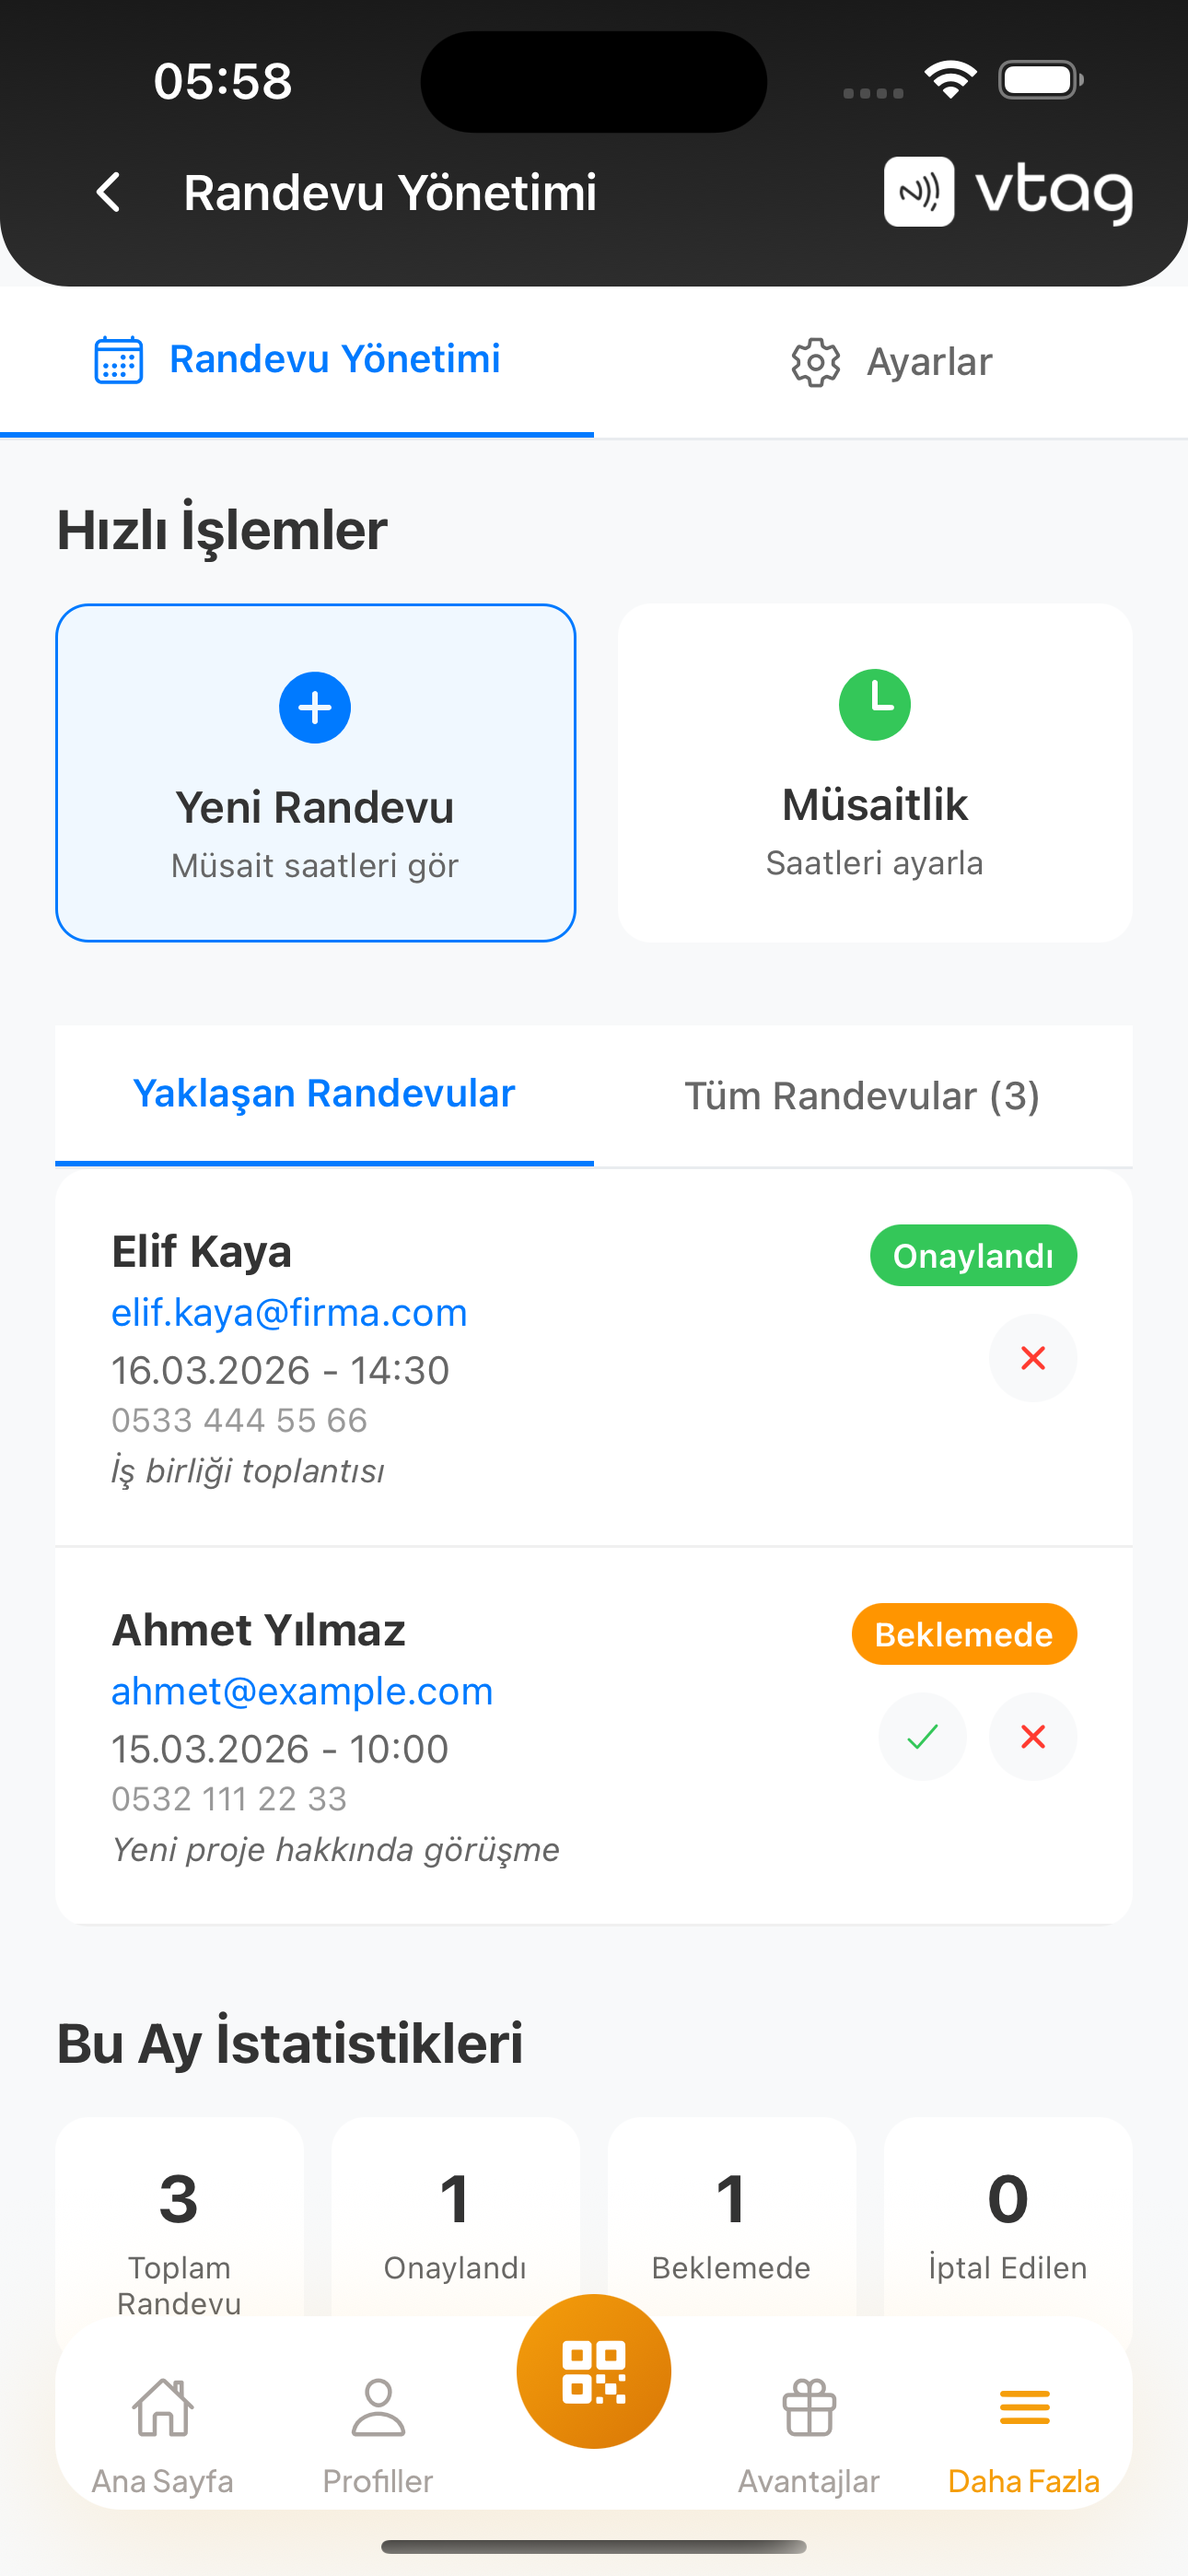 05:58
Randevu Yönetimi
vtag
Randevu Yönetimi
Ayarlar
Hızlı İşlemler
Yeni Randevu
Müsait saatleri gör
Müsaitlik
Saatleri ayarla
Yaklaşan Randevular
Tüm Randevular (3)
Elif Kaya
Onaylandı
elif.kaya@firma.com
16.03.2026 - 14:30
0533 444 55 66
İş birliği toplantısı
Ahmet Yılmaz
Beklemede
ahmet@example.com
15.03.2026 - 10:00
0532 111 22 33
Yeni proje hakkında görüşme
Bu Ay İstatistikleri
3
Toplam
Randevu
1
Onaylandı
1
Beklemede
0
İptal Edilen
Ana Sayfa
Profiller
Avantajlar
Daha Fazla